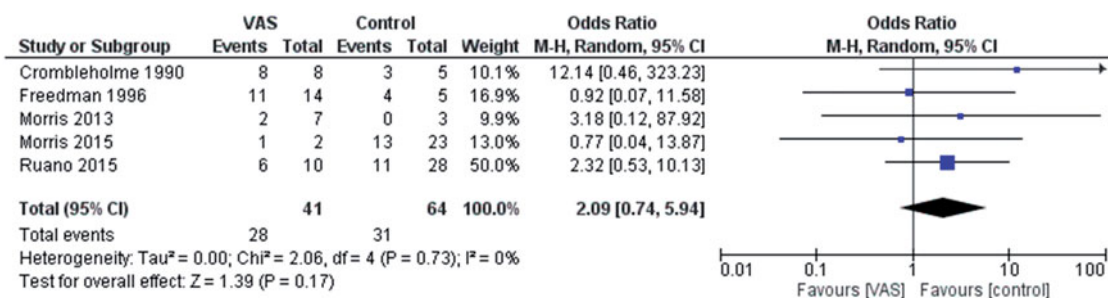 VAS Control Odds Ratio Odds Ratio
Study or Subgroup Events Total Events Total Weight M-H, Random, 95% CI M-H, Random, 95% CI
Crombleholme 1990 8 8 3 5 10.1% 12.14 [0.46, 323.23]
Freedman 1996 11 14 4 5 16.9% 0.92 [0.07, 11.58]
Morris 2013 2 7 0 3 9.9% 3.18 [0.12, 87.92]
Morris 2015 1 2 13 23 13.0% 0.77 [0.04, 13.87]
Ruano 2015 6 10 11 28 50.0% 2.32 [0.53, 10.13]
Total (95% CI) 41 64 100.0% 2.09 [0.74, 5.94]
Total events 28 31
Heterogeneity: Tau² = 0.00; Chi² = 2.06, df = 4 (P = 0.73); I² = 0%
Test for overall effect: Z = 1.39 (P = 0.17)
0.01 0.1 1 10 100
Favours [VAS] Favours [control]